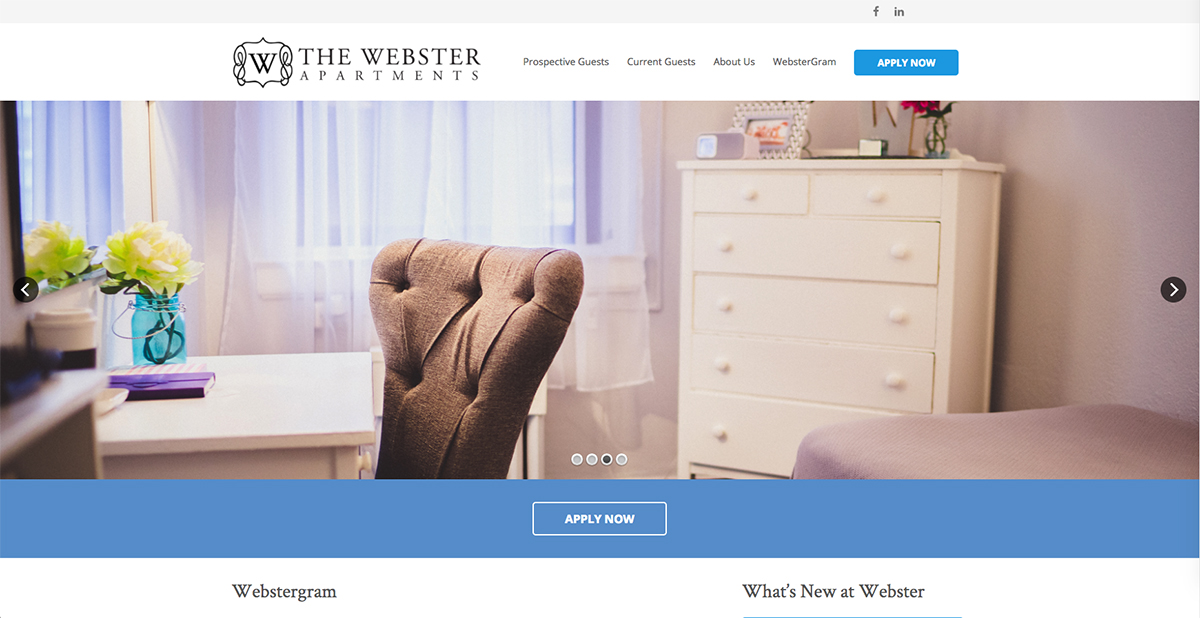 f in
W THE WEBSTER
APARTMENTS
Prospective Guests Current Guests About Us WebsterGram APPLY NOW
APPLY NOW
Webstergram What's New at Webster